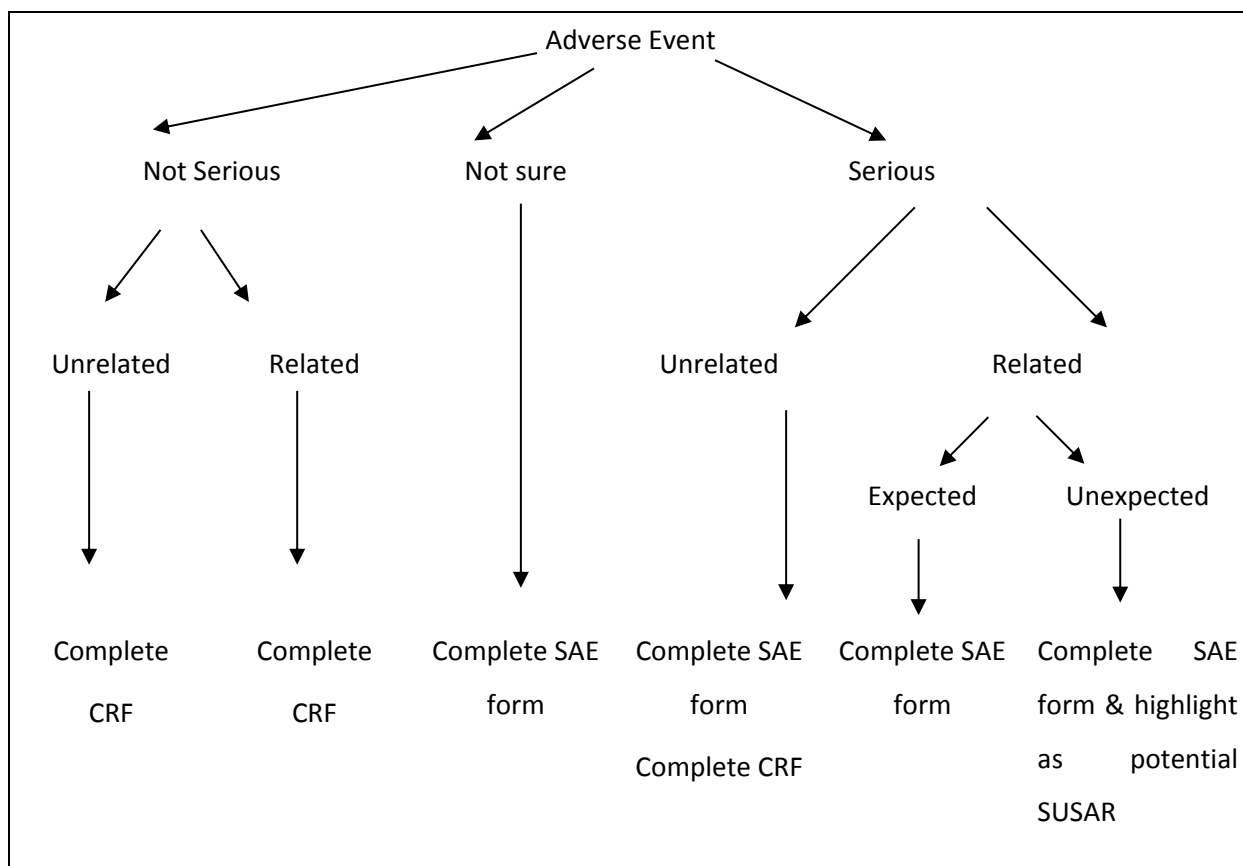 Adverse Event
Not Serious
Not sure
Serious
Unrelated
Related
Unrelated
Related
Expected
Unexpected
Complete
CRF
Complete
CRF
Complete SAE
form
Complete SAE
form
Complete CRF
Complete SAE
form
Complete SAE
form & highlight
as potential
SUSAR